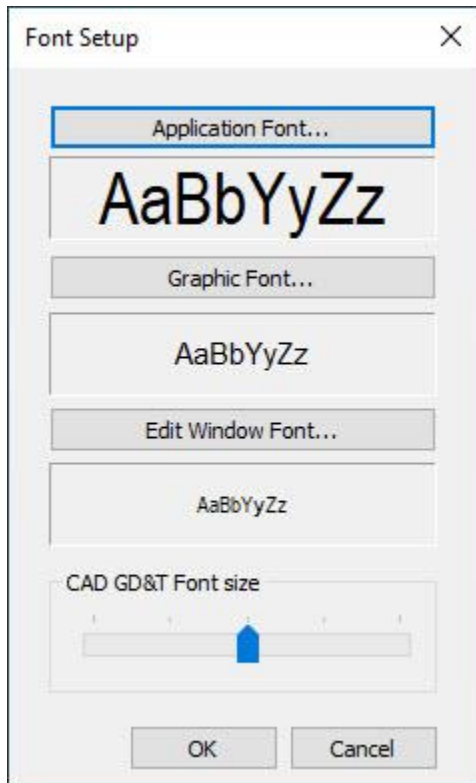 Font Setup
Application Font...
AaBbYyZz
Graphic Font...
AaBbYyZz
Edit Window Font...
AaBbYyZz
CAD GD&T Font size
OK Cancel